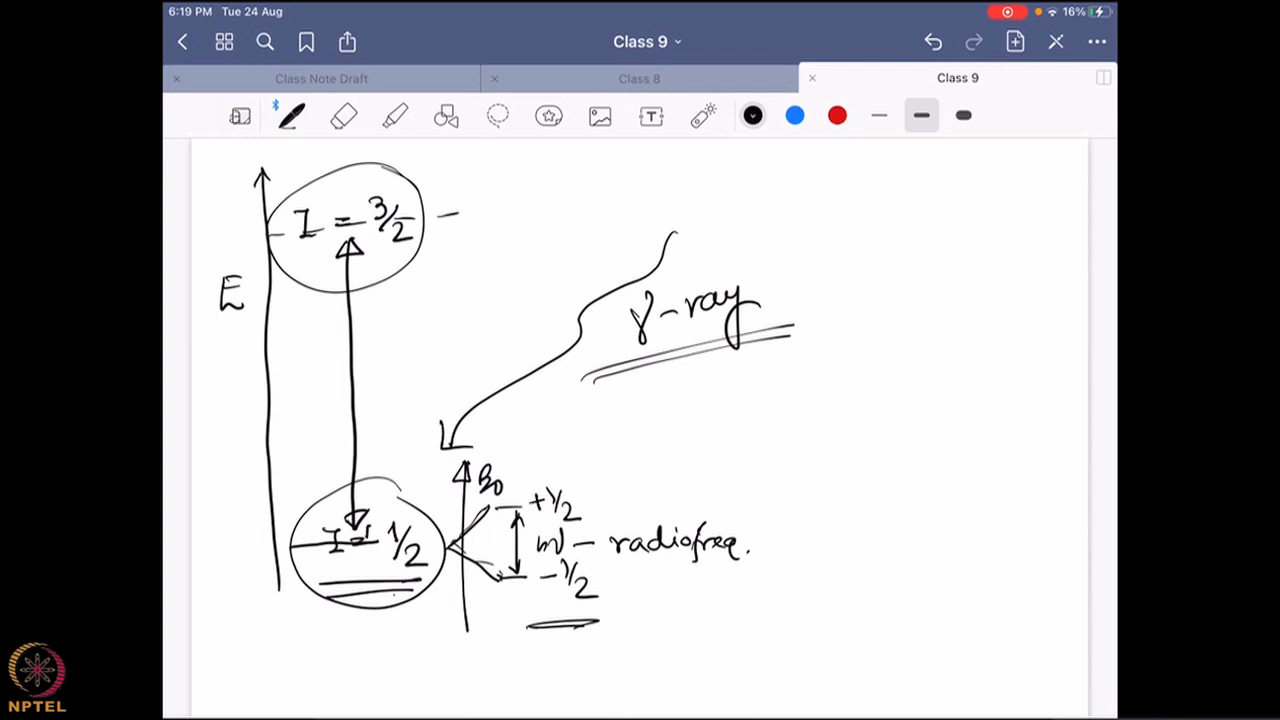 6:19 PM Tue 24 Aug
16%
Class 9
Class Note Draft
Class 8
Class 9
T
I = 3/2
E
γ-ray
B0
+1/2
I = 1/2
hν - radiofreq.
-1/2
NPTEL